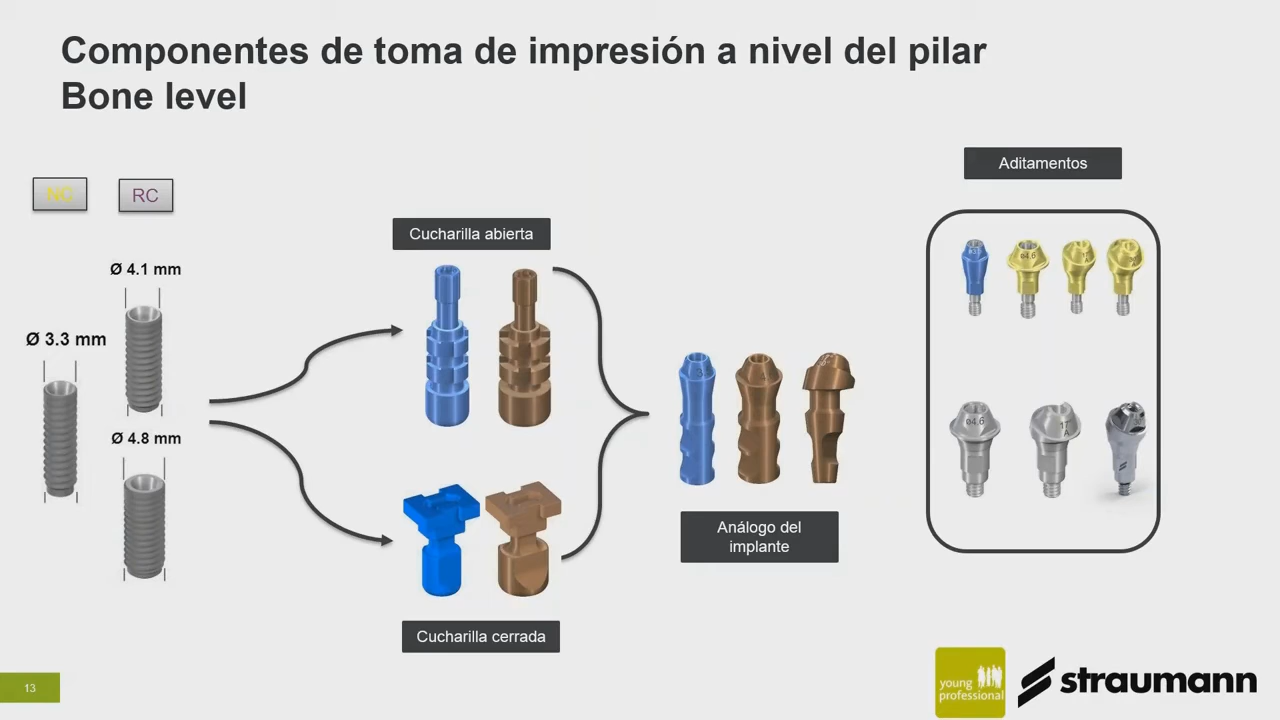 Componentes de toma de impresión a nivel del pilar
Bone level
Aditamentos
NC
RC
Cucharilla abierta
Ø 4.1 mm
Ø 3.3 mm
Ø 4.8 mm
Análogo del
implante
Cucharilla cerrada
ø4.6
ø4.6
17°
A
13
young
professional
straumann